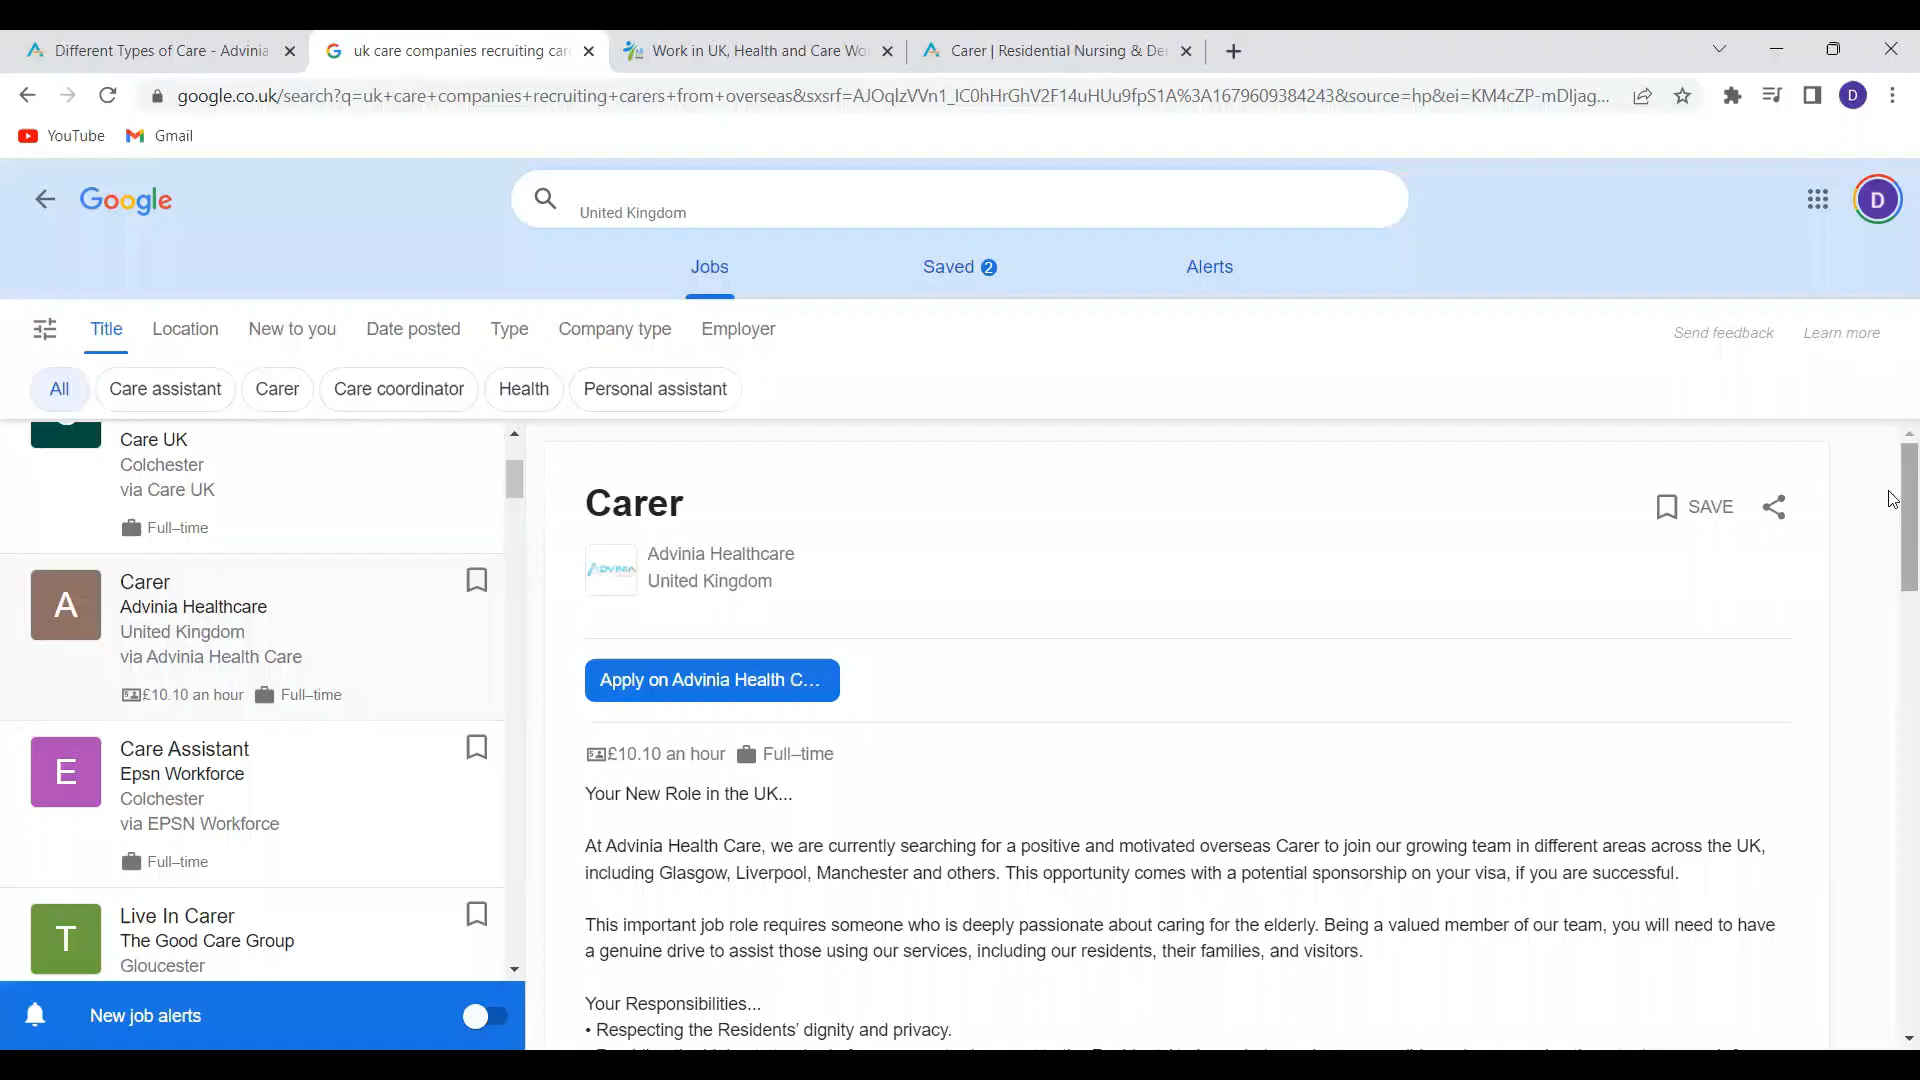 Different Types of Care - Advinia
uk care companies recruiting car
Work in UK, Health and Care Wo
Carer | Residential Nursing & De
google.co.uk/search?q=uk+care+companies+recruiting+carers+from+overseas&sxsrf=AJOqlzVVn1_IC0hHrGhV2F14uHUu9fpS1A%3A1679609384243&source=hp&ei=KM4cZP-mDIjag...
D
YouTube
Gmail
Google
United Kingdom
D
Jobs
Saved 2
Alerts
Title
Location
New to you
Date posted
Type
Company type
Employer
Send feedback
Learn more
All
Care assistant
Carer
Care coordinator
Health
Personal assistant
Care UK
Colchester
via Care UK
Full–time
A
Carer
Advinia Healthcare
United Kingdom
via Advinia Health Care
£10.10 an hour
Full–time
E
Care Assistant
Epsn Workforce
Colchester
via EPSN Workforce
Full–time
T
Live In Carer
The Good Care Group
Gloucester
New job alerts
Carer
SAVE
ADVINIA
Advinia Healthcare
United Kingdom
Apply on Advinia Health C...
£10.10 an hour
Full–time
Your New Role in the UK...
At Advinia Health Care, we are currently searching for a positive and motivated overseas Carer to join our growing team in different areas across the UK,
including Glasgow, Liverpool, Manchester and others. This opportunity comes with a potential sponsorship on your visa, if you are successful.
This important job role requires someone who is deeply passionate about caring for the elderly. Being a valued member of our team, you will need to have
a genuine drive to assist those using our services, including our residents, their families, and visitors.
Your Responsibilities...
• Respecting the Residents’ dignity and privacy.